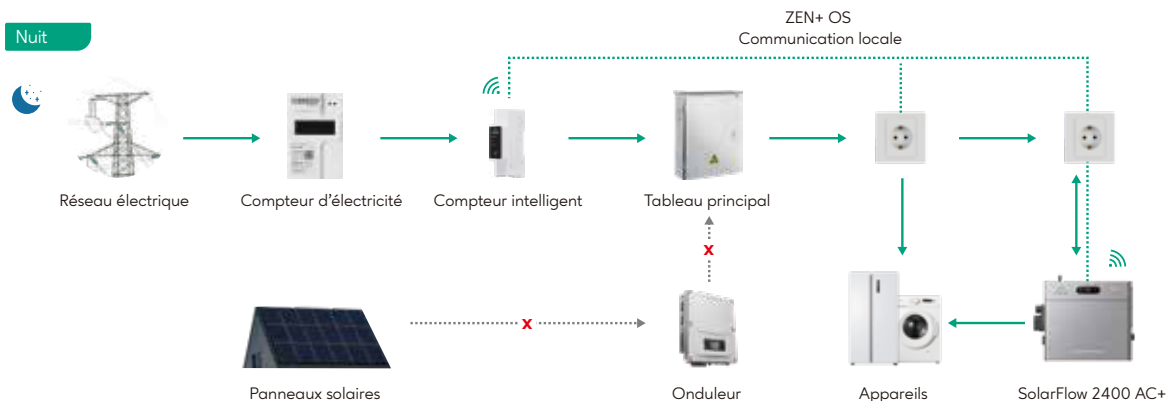 Nuit
ZEN+ OS
Communication locale
Réseau électrique
Compteur d'électricité
Compteur intelligent
Tableau principal
x
x
Panneaux solaires
Onduleur
Appareils
SolarFlow 2400 AC+